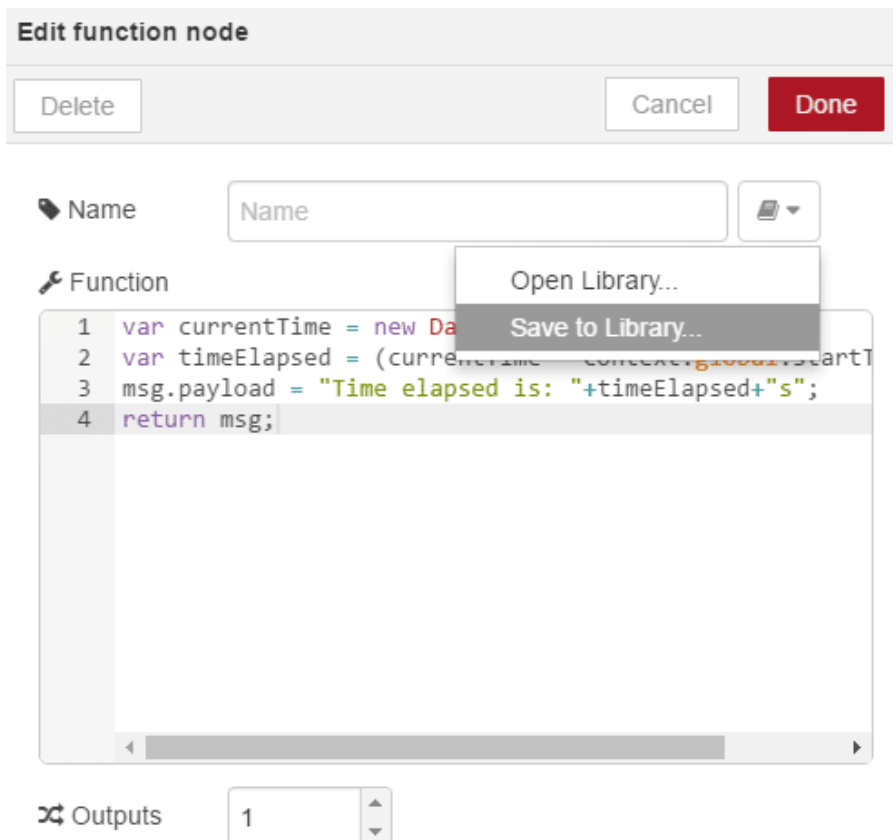 Edit function node
Delete Cancel Done
Name Name
Open Library...
Function
Save to Library...
1 var currentTime = new Da
2 var timeElapsed = (currentTime
3 msg.payload = "Time elapsed is: "+timeElapsed+"s";
4 return msg;
Outputs 1